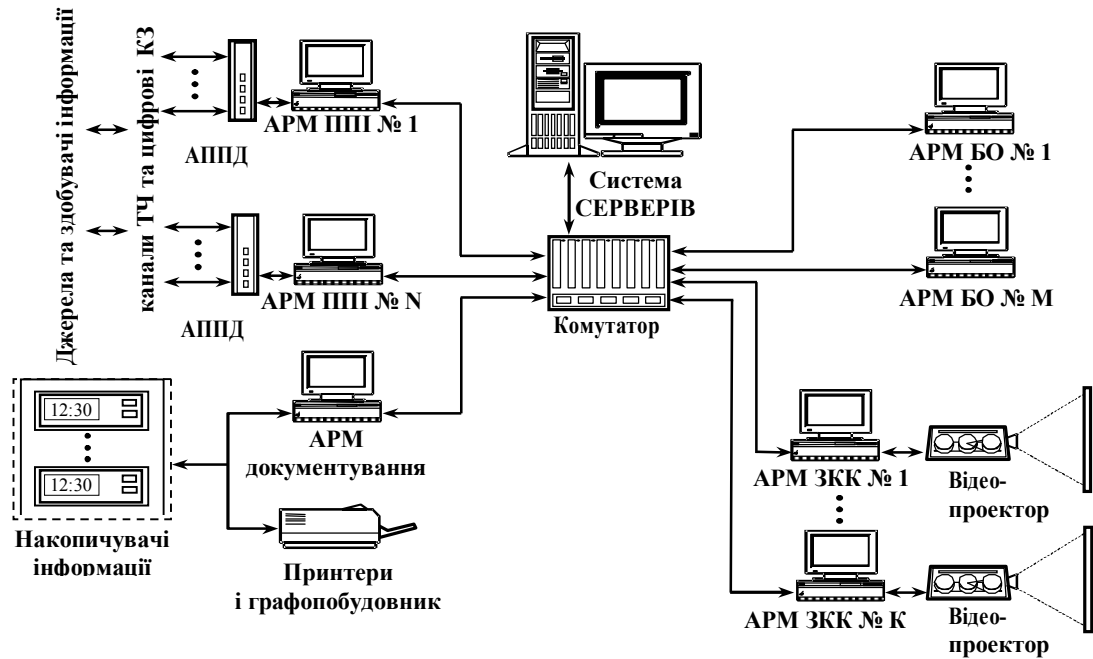 Джерела та здобувачі інформації
канали ТЧ та цифрові КЗ
АППД
АРМ ППІ № 1
АППД
АРМ ППІ № N
Система
СЕРВЕРІВ
Комутатор
АРМ БО № 1
АРМ БО № М
АРМ
документування
12:30
12:30
Накопичувачі
інформації
Принтери
і графопобудовник
АРМ ЗКК № 1
Відео-
проектор
АРМ ЗКК № К
Відео-
проектор